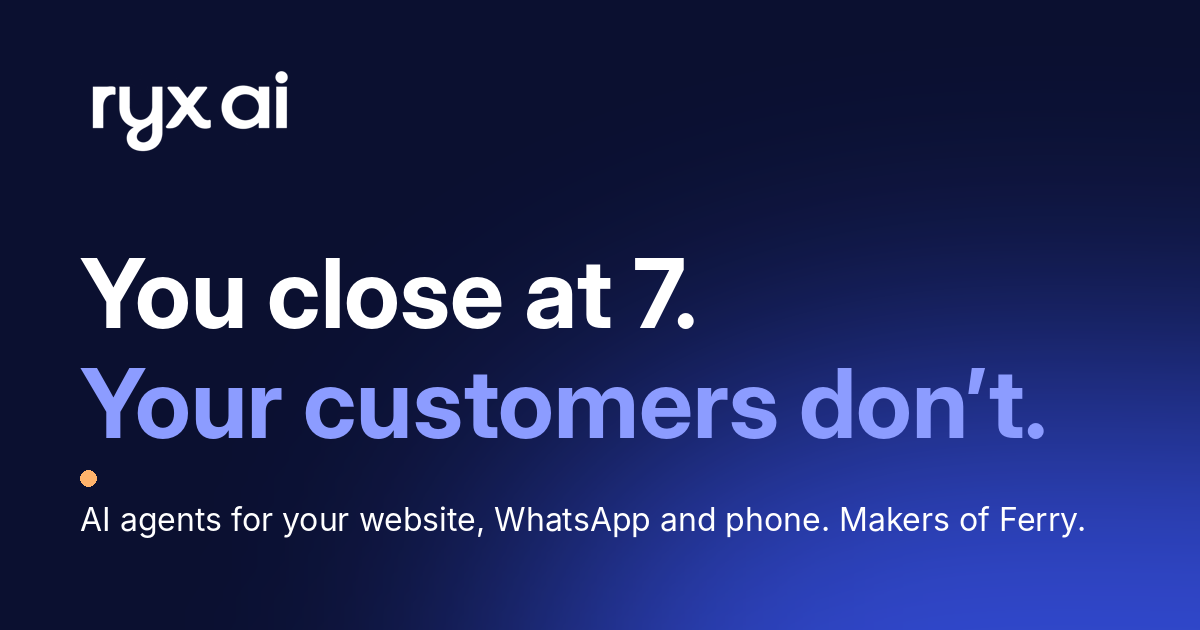 ryx ai
You close at 7.
Your customers don’t.
AI agents for your website, WhatsApp and phone. Makers of Ferry.